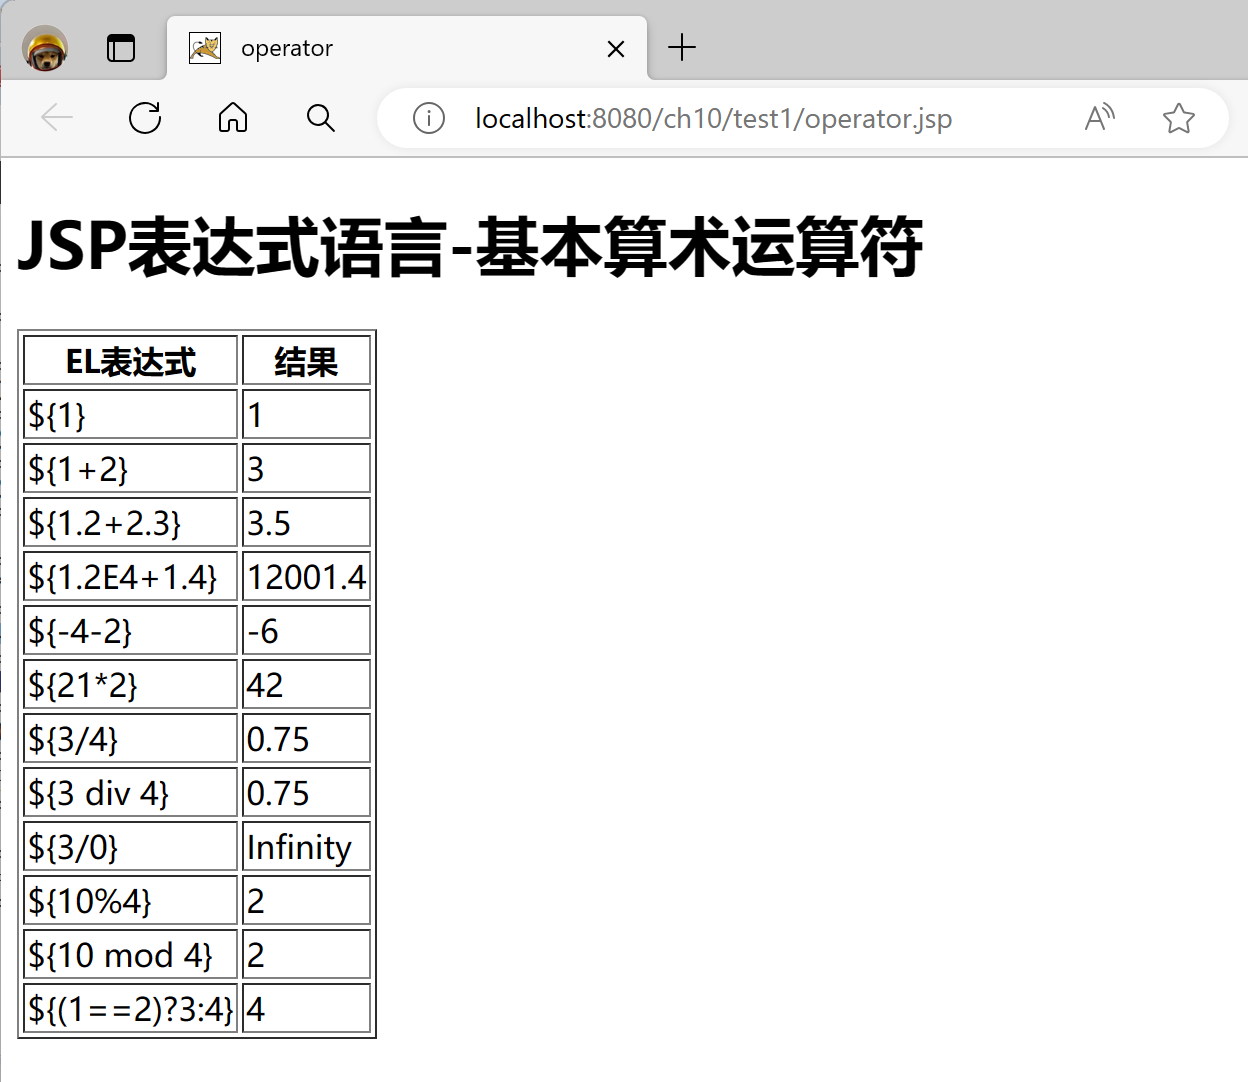 operator
localhost:8080/ch10/test1/operator.jsp
JSP表达式语言-基本算术运算符
EL表达式 结果
${1} 1
${1+2} 3
${1.2+2.3} 3.5
${1.2E4+1.4} 12001.4
${-4-2} -6
${21*2} 42
${3/4} 0.75
${3 div 4} 0.75
${3/0} Infinity
${10%4} 2
${10 mod 4} 2
${(1==2)?3:4} 4